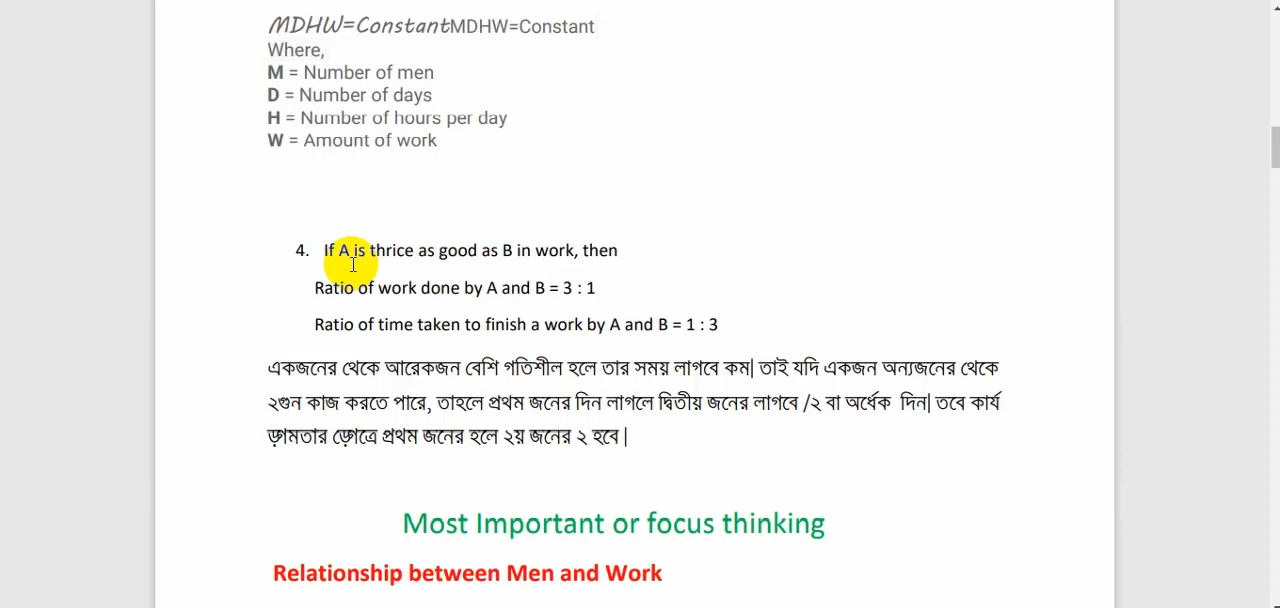 MDHW=ConstantMDHW=Constant
Where,
M = Number of men
D = Number of days
H = Number of hours per day
W = Amount of work
4. If A is thrice as good as B in work, then
Ratio of work done by A and B = 3 : 1
Ratio of time taken to finish a work by A and B = 1 : 3
একজনের থেকে আরেকজন বেশি গতিশীল হলে তার সময় লাগবে কম| তাই যদি একজন অন্যজনের থেকে
২গুন কাজ করতে পারে, তাহলে প্রথম জনের দিন লাগলে দ্বিতীয় জনের লাগবে /২ বা অর্ধেক দিন| তবে কার্য
প্রথম জনের হলে ২য় জনের ২ হবে |
Most Important or focus thinking
Relationship between Men and Work